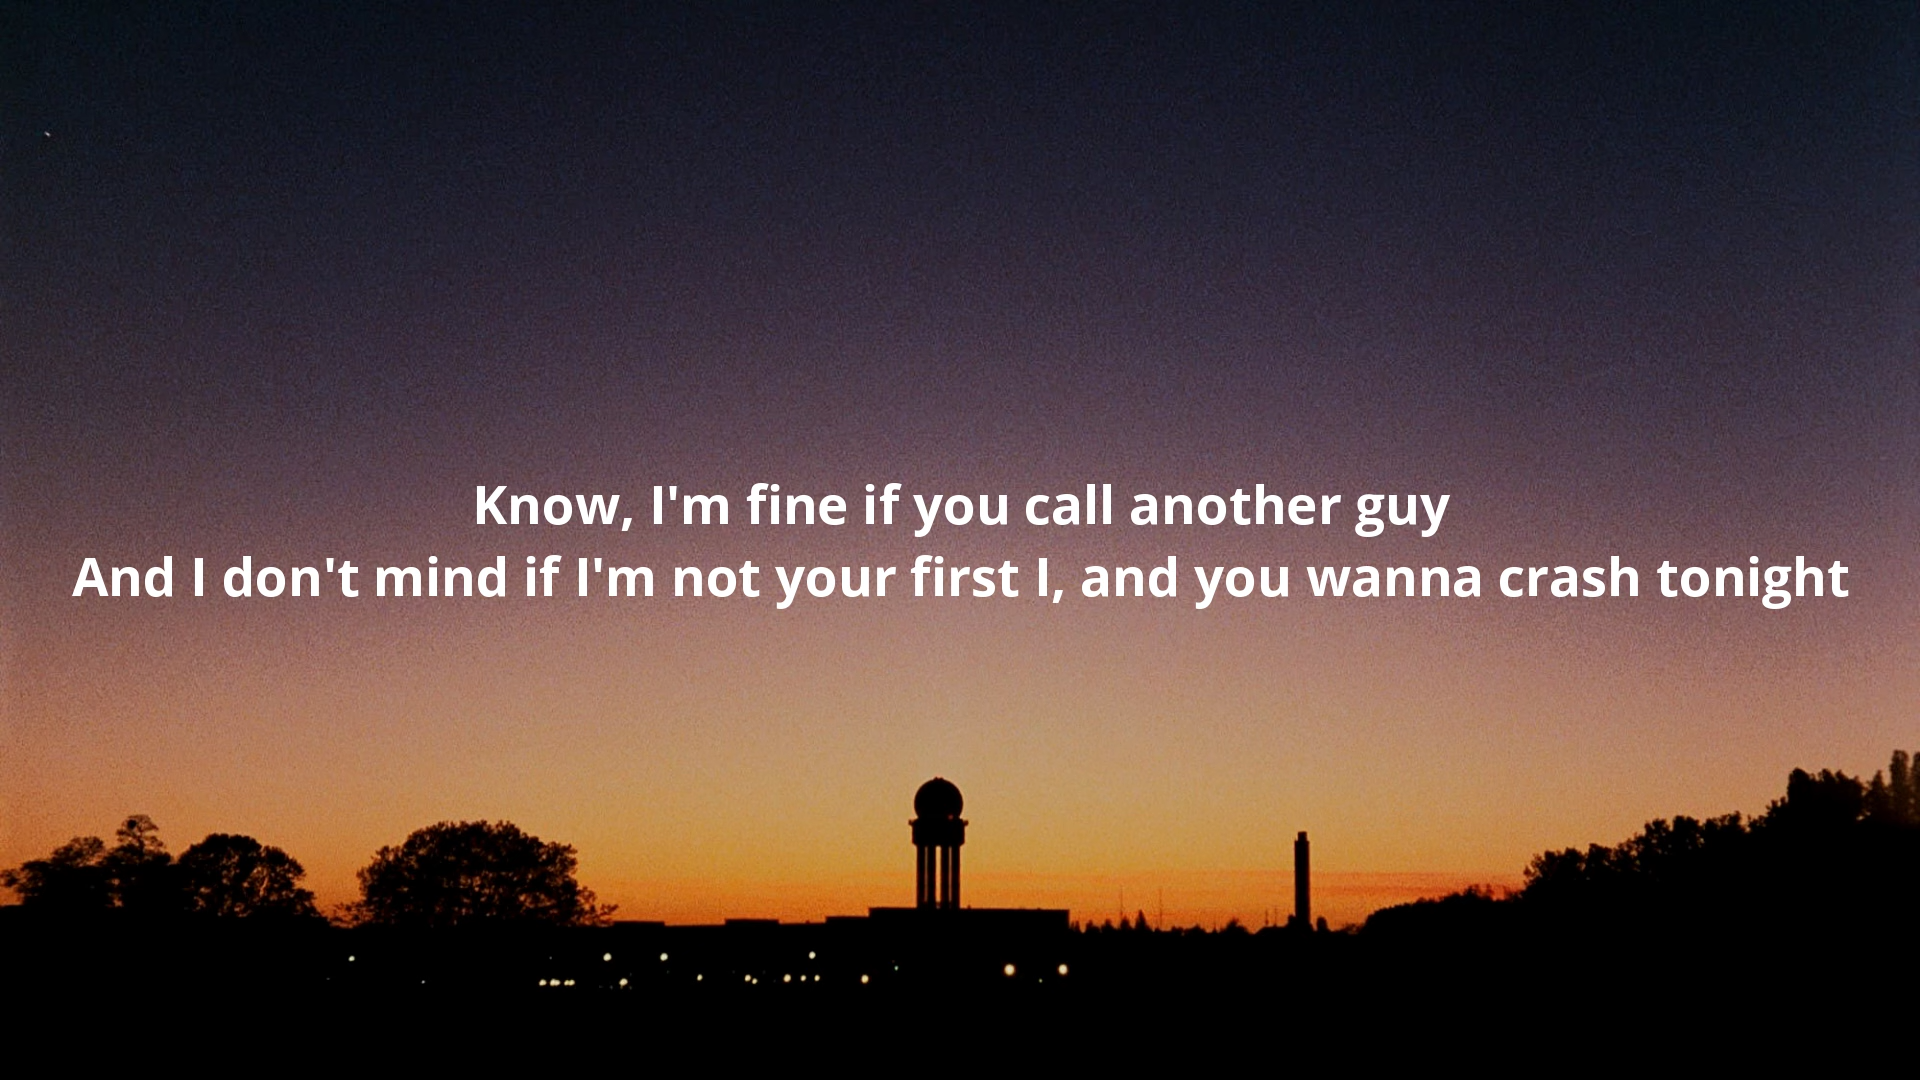 Know, I'm fine if you call another guy
And I don't mind if I'm not your first I, and you wanna crash tonight